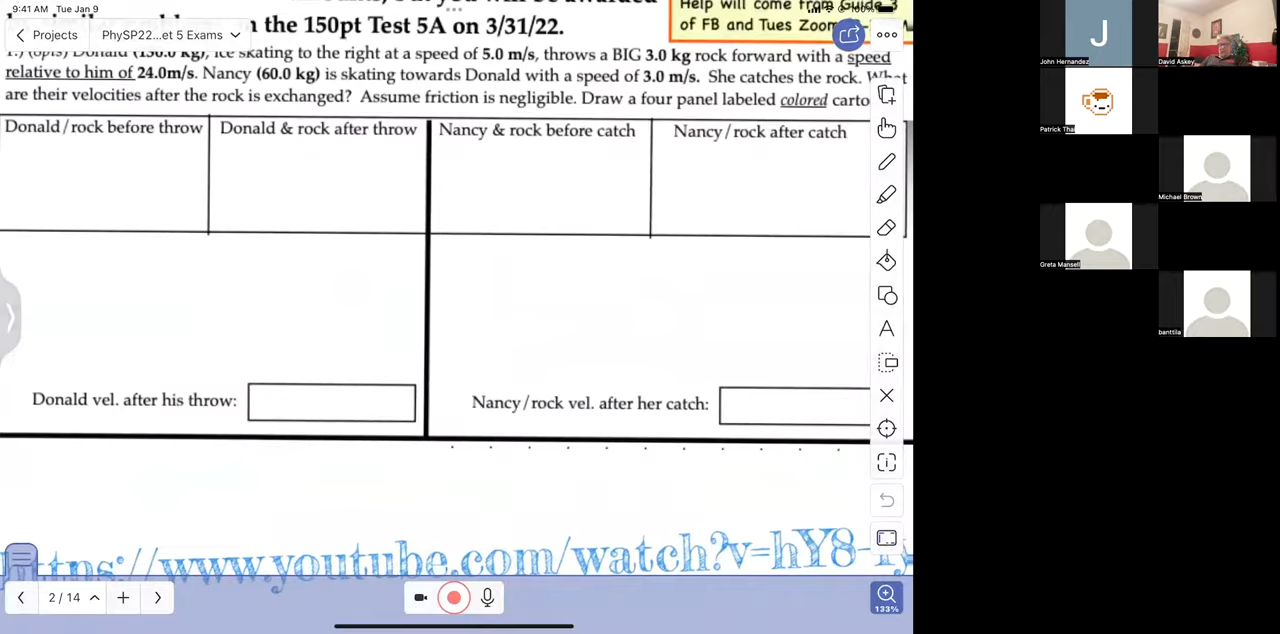 9:41 AM Tue Jan 9
Projects
PhySP22...et 5 Exams
the 150pt Test 5A on 3/31/22.
Help will come from Guide 3
of FB and Tues Zoom
Donald (150.0 kg), ice skating to the right at a speed of 5.0 m/s, throws a BIG 3.0 kg rock forward with a speed
relative to him of 24.0m/s. Nancy (60.0 kg) is skating towards Donald with a speed of 3.0 m/s. She catches the rock.
are their velocities after the rock is exchanged? Assume friction is negligible. Draw a four panel labeled colored carto
Donald/rock before throw
Donald & rock after throw
Nancy & rock before catch
Nancy/rock after catch
Donald vel. after his throw:
Nancy/rock vel. after her catch:
https://www.youtube.com/watch?v=hY8-
2 / 14
133%
J
John Hernandez
David Askey
Patrick Tha
Michael Brown
Greta Mansell
banttila